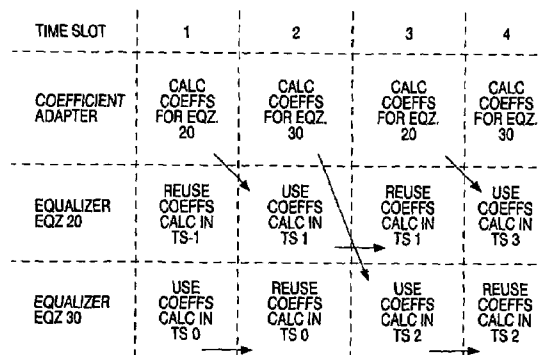 TIME SLOT 1 2 3 4
COEFFICIENT ADAPTER
CALC COEFFS FOR EQZ. 20
CALC COEFFS FOR EQZ. 30
CALC COEFFS FOR EQZ. 20
CALC COEFFS FOR EQZ. 30
EQUALIZER EQZ 20
REUSE COEFFS CALC IN TS-1
USE COEFFS CALC IN TS 1
REUSE COEFFS CALC IN TS 1
USE COEFFS CALC IN TS 3
EQUALIZER EQZ 30
USE COEFFS CALC IN TS 0
REUSE COEFFS CALC IN TS 0
USE COEFFS CALC IN TS 2
REUSE COEFFS CALC IN TS 2